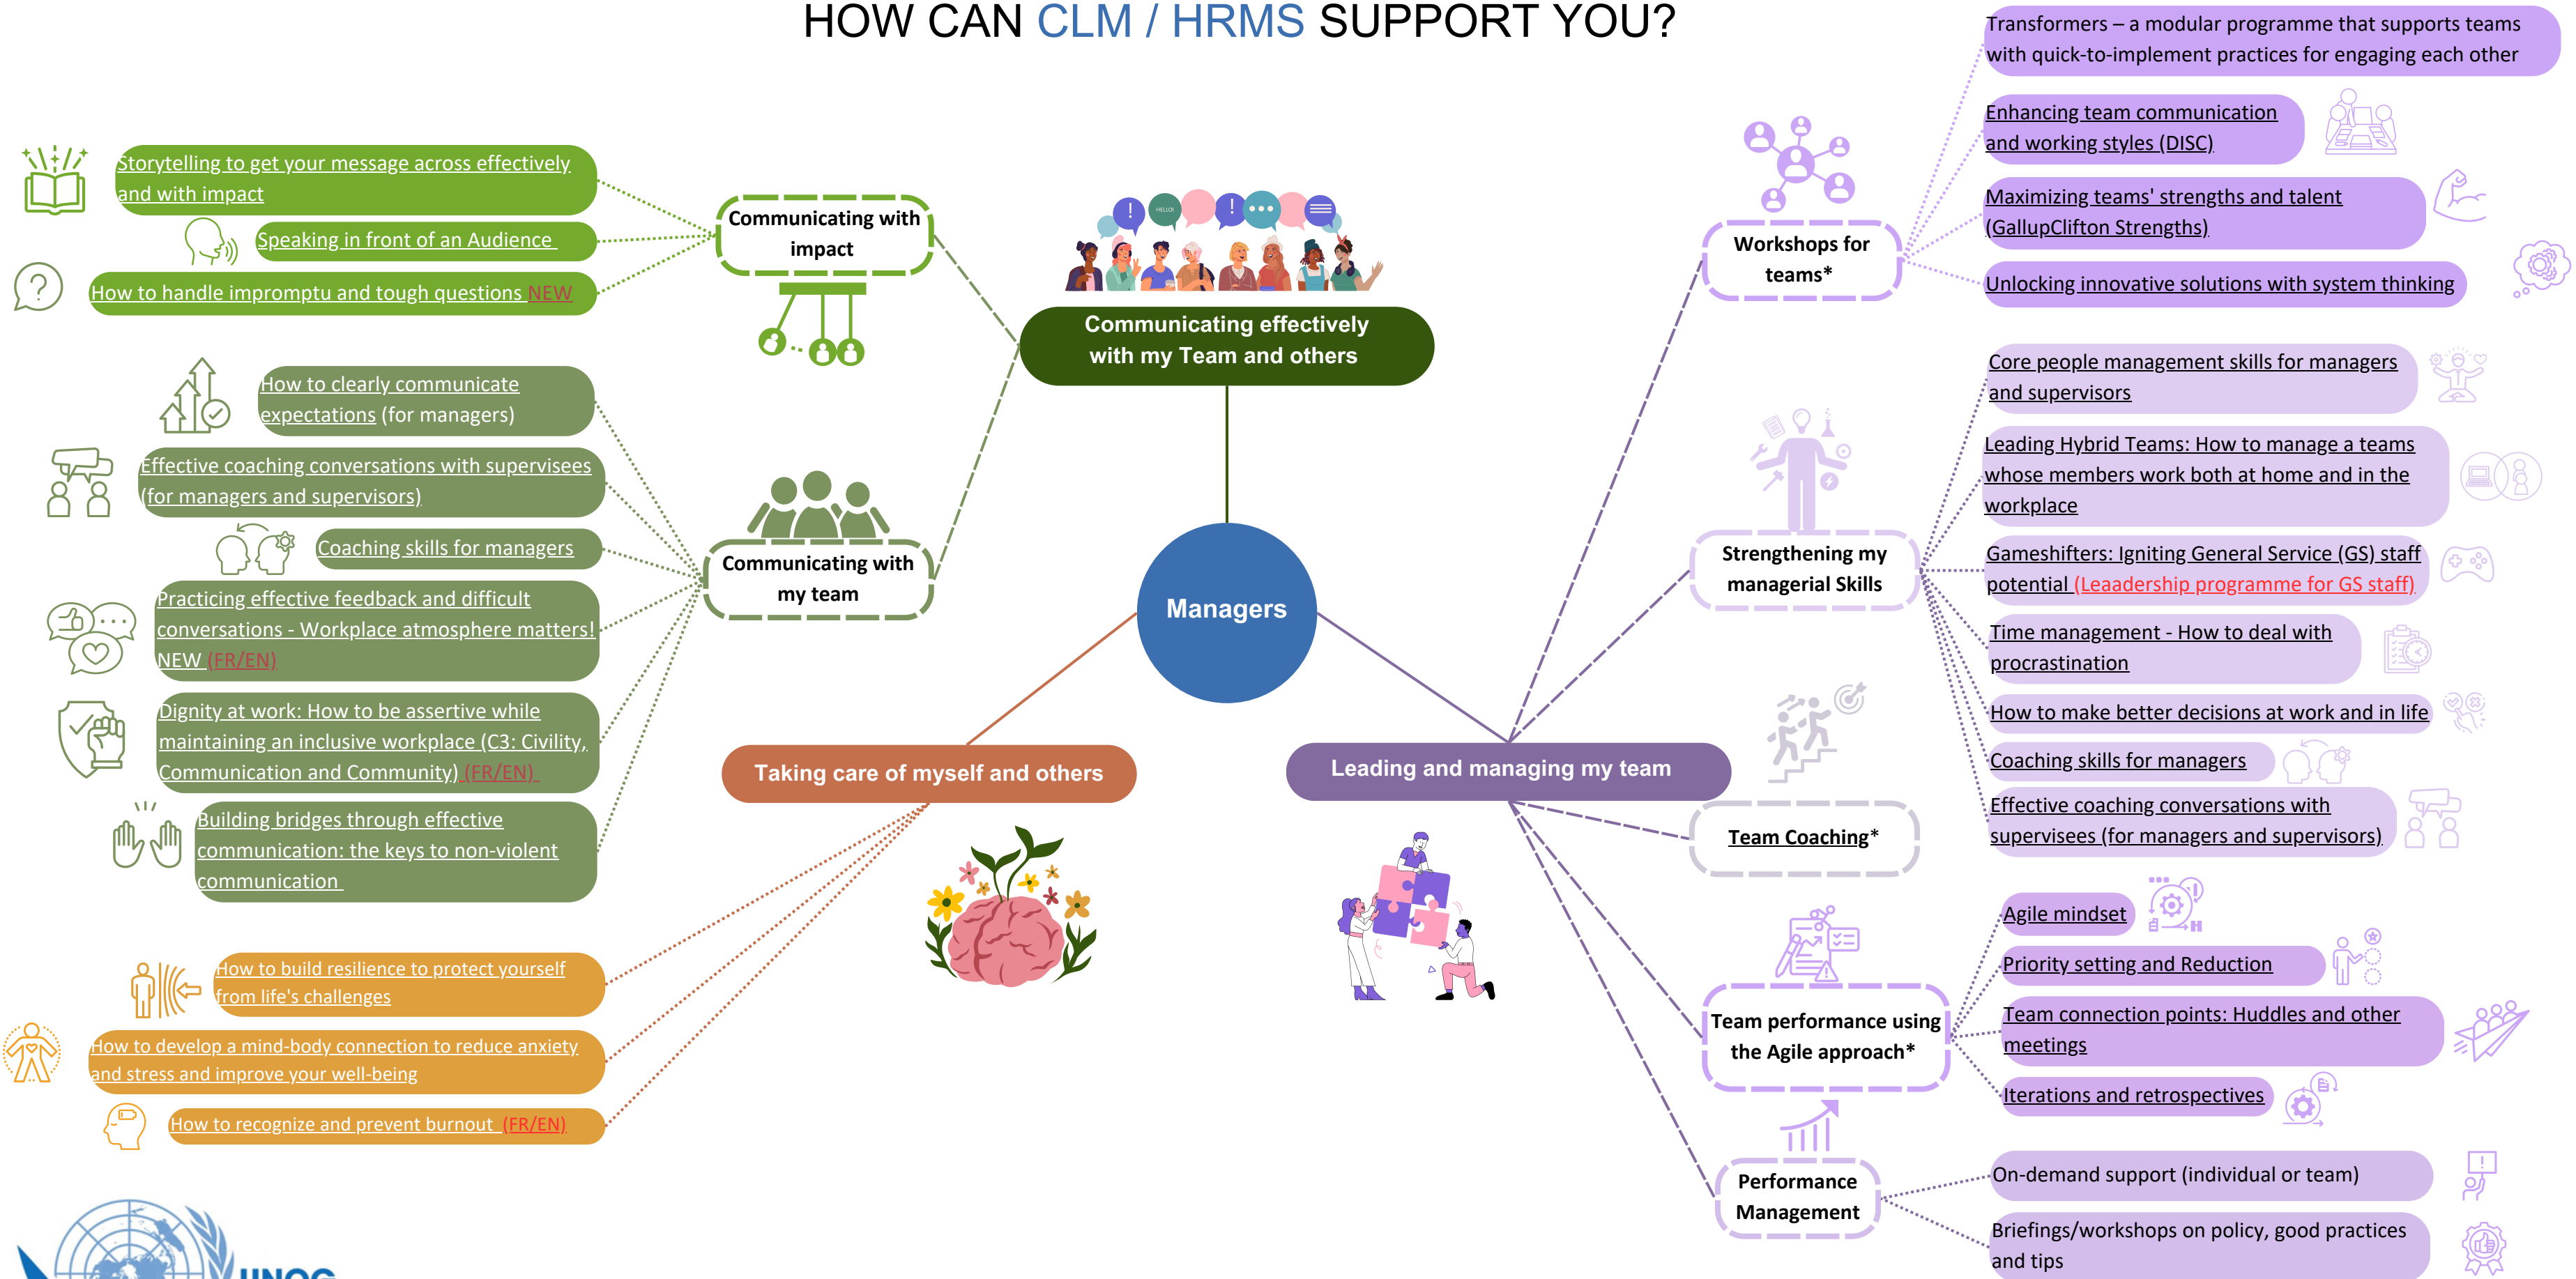 HOW CAN CLM / HRMS SUPPORT YOU?
Storytelling to get your message across effectively
and with impact
Speaking in front of an Audience
How to handle impromptu and tough questions NEW
Communicating with
impact
How to clearly communicate
expectations (for managers)
Effective coaching conversations with supervisees
(for managers and supervisors)
Coaching skills for managers
Practicing effective feedback and difficult
conversations - Workplace atmosphere matters!
NEW (FR/EN)
Dignity at work: How to be assertive while
maintaining an inclusive workplace (C3: Civility,
Communication and Community) (FR/EN)
Building bridges through effective
communication: the keys to non-violent
communication
Communicating with
my team
HELLO!
Communicating effectively
with my Team and others
Managers
Taking care of myself and others
How to build resilience to protect yourself
from life's challenges
How to develop a mind-body connection to reduce anxiety
and stress and improve your well-being
How to recognize and prevent burnout (FR/EN)
Leading and managing my team
Workshops for
teams*
Transformers – a modular programme that supports teams
with quick-to-implement practices for engaging each other
Enhancing team communication
and working styles (DISC)
Maximizing teams' strengths and talent
(GallupClifton Strengths)
Unlocking innovative solutions with system thinking
Strengthening my
managerial Skills
Core people management skills for managers
and supervisors
Leading Hybrid Teams: How to manage a teams
whose members work both at home and in the
workplace
Gameshifters: Igniting General Service (GS) staff
potential (Leaadership programme for GS staff)
Time management - How to deal with
procrastination
How to make better decisions at work and in life
Coaching skills for managers
Effective coaching conversations with
supervisees (for managers and supervisors)
Team Coaching*
Team performance using
the Agile approach*
Agile mindset
Priority setting and Reduction
Team connection points: Huddles and other
meetings
Iterations and retrospectives
Performance
Management
On-demand support (individual or team)
Briefings/workshops on policy, good practices
and tips
UNOG